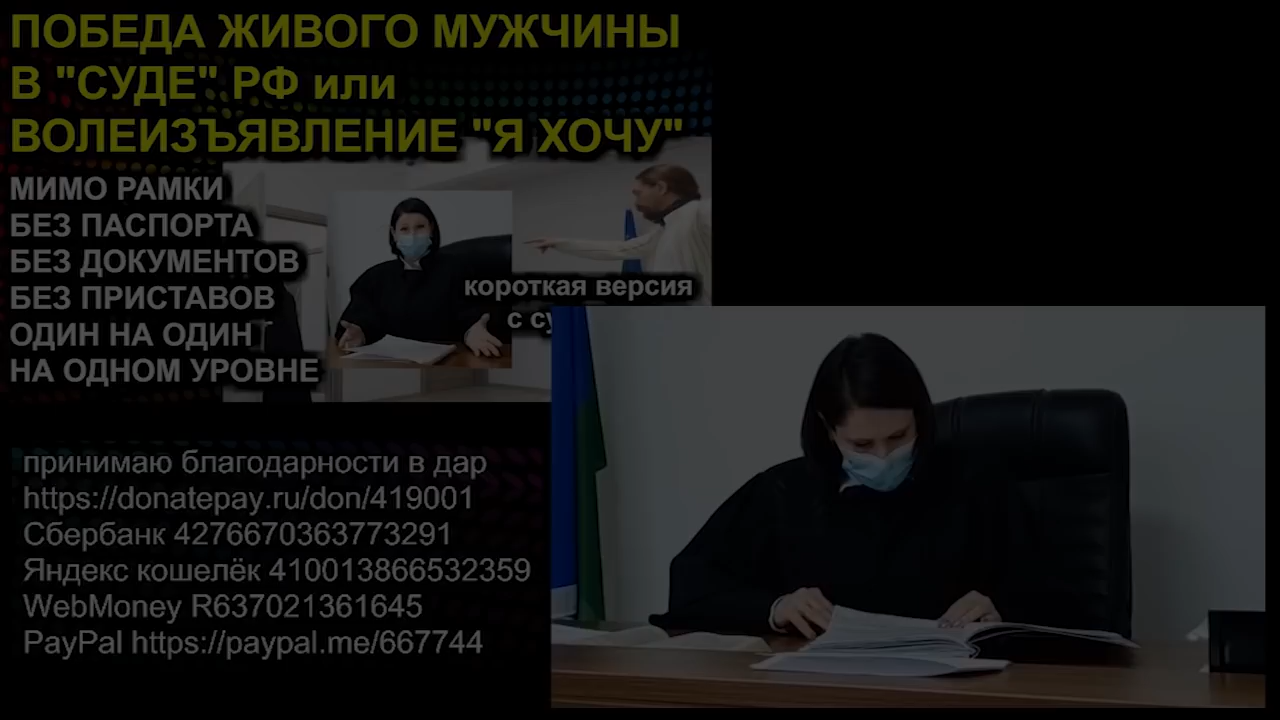 ПОБЕДА ЖИВОГО МУЖЧИНЫ
В "СУДЕ" РФ или
ВОЛЕИЗЪЯВЛЕНИЕ "Я ХОЧУ"
МИМО РАМКИ
БЕЗ ПАСПОРТА
БЕЗ ДОКУМЕНТОВ
БЕЗ ПРИСТАВОВ
ОДИН НА ОДИН
НА ОДНОМ УРОВНЕ
короткая версия
с
принимаю благодарности в дар
https://donatepay.ru/don/419001
Сбербанк 4276670363773291
Яндекс кошелёк 410013866532359
WebMoney R637021361645
PayPal https://paypal.me/667744